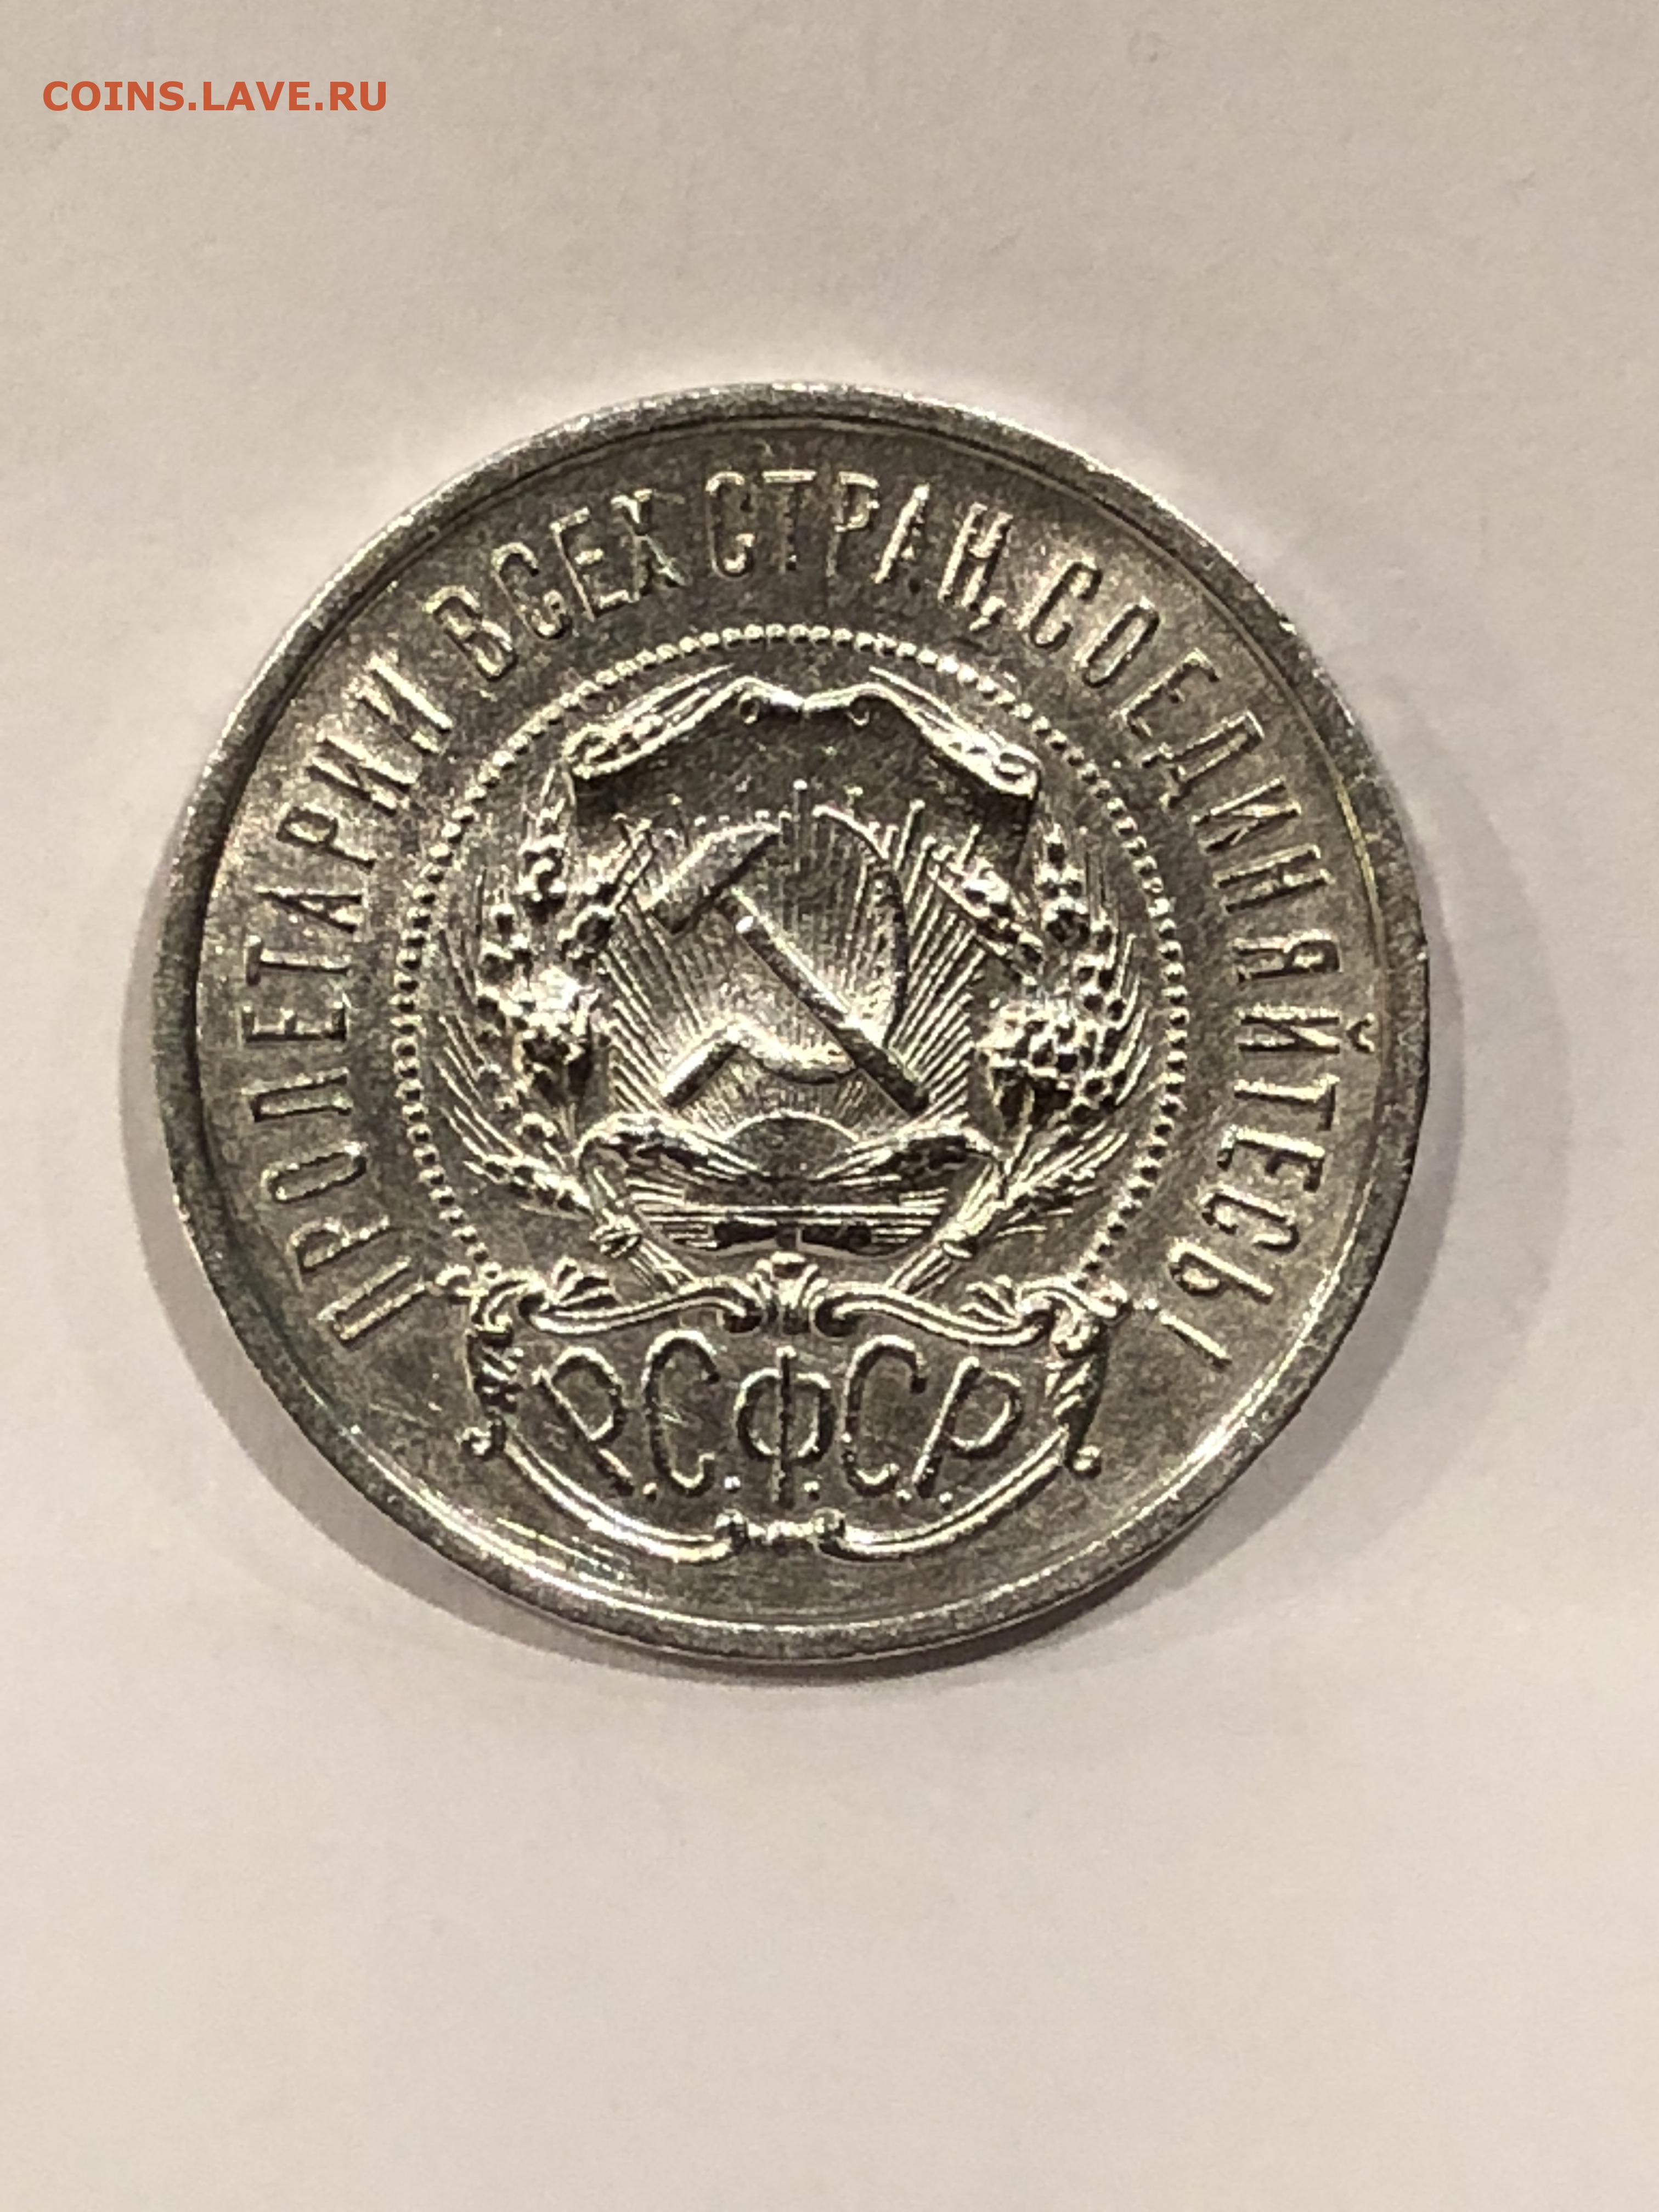 COINS.LAVE.RU
ПРОЛЕТАРИИ ВСЕХ СТРАН, СОЕДИНЯЙТЕСЬ!
Р.С.Ф.С.Р.